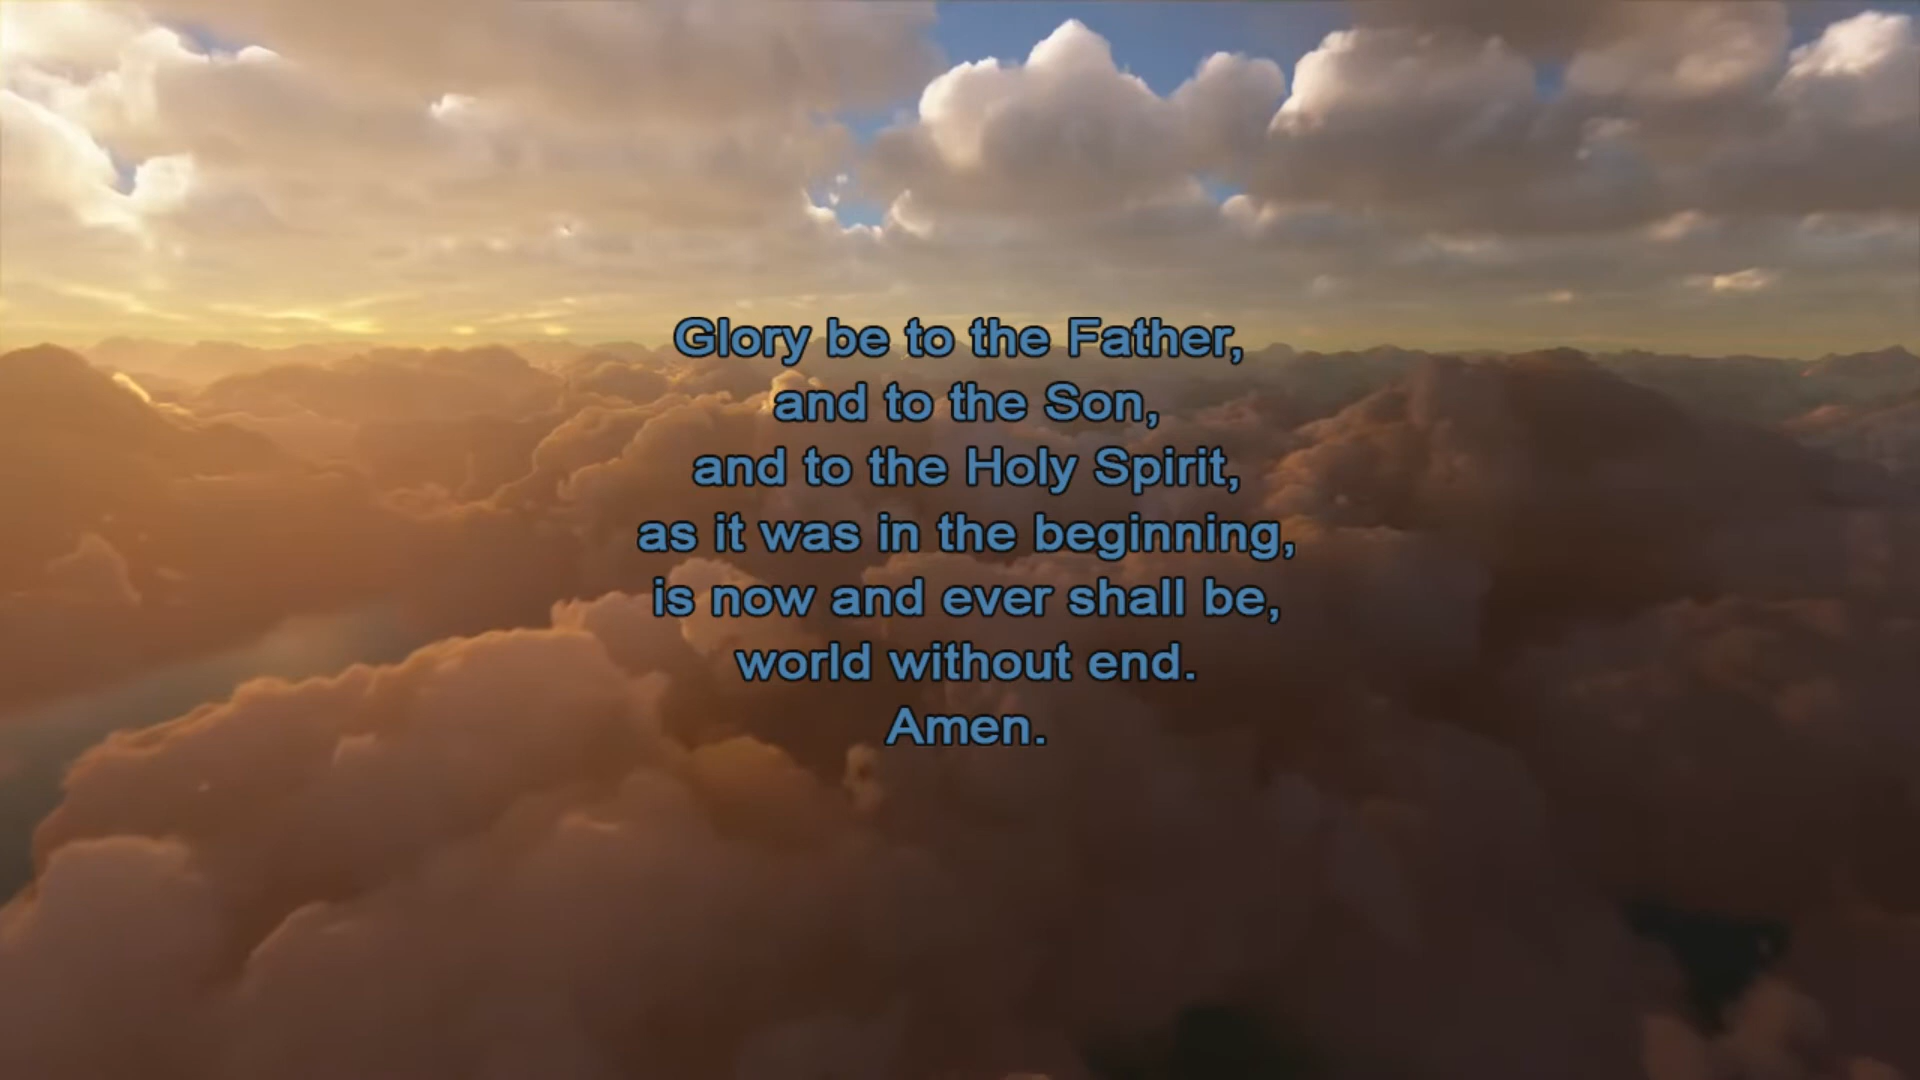 Glory be to the Father,
and to the Son,
and to the Holy Spirit,
as it was in the beginning,
is now and ever shall be,
world without end.
Amen.